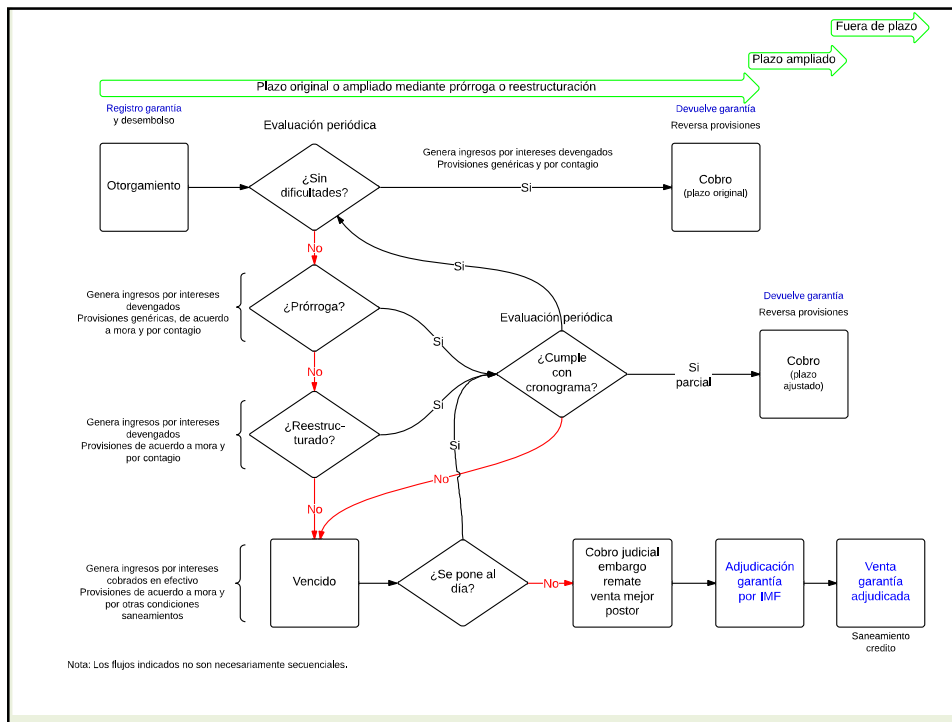 Fuera de plazo
Plazo ampliado
Plazo original o ampliado mediante prórroga o reestructuración
Registro garantía
y desembolso
Evaluación periódica
Devuelve garantía
Reversa provisiones
Otorgamiento
¿Sin
dificultades?
Genera ingresos por intereses devengados
Provisiones genéricas y por contagio
Si
Cobro
(plazo original)
No
Si
Genera ingresos por intereses
devengados
Provisiones genéricas, de acuerdo
a mora y por contagio
¿Prórroga?
Si
Evaluación periódica
Devuelve garantía
Reversa provisiones
¿Cumple
con
cronograma?
Si
parcial
Cobro
(plazo
ajustado)
No
Genera ingresos por intereses
devengados
Provisiones de acuerdo a mora y
por contagio
¿Reestruc-
turado?
Si
Si
No
No
Genera ingresos por intereses
cobrados en efectivo
Provisiones de acuerdo a mora y
por otras condiciones
saneamientos
Vencido
¿Se pone al
día?
No
Cobro judicial
embargo
remate
venta mejor
postor
Adjudicación
garantía
por IMF
Venta
garantía
adjudicada
Saneamiento
credito
Nota: Los flujos indicados no son necesariamente secuenciales.